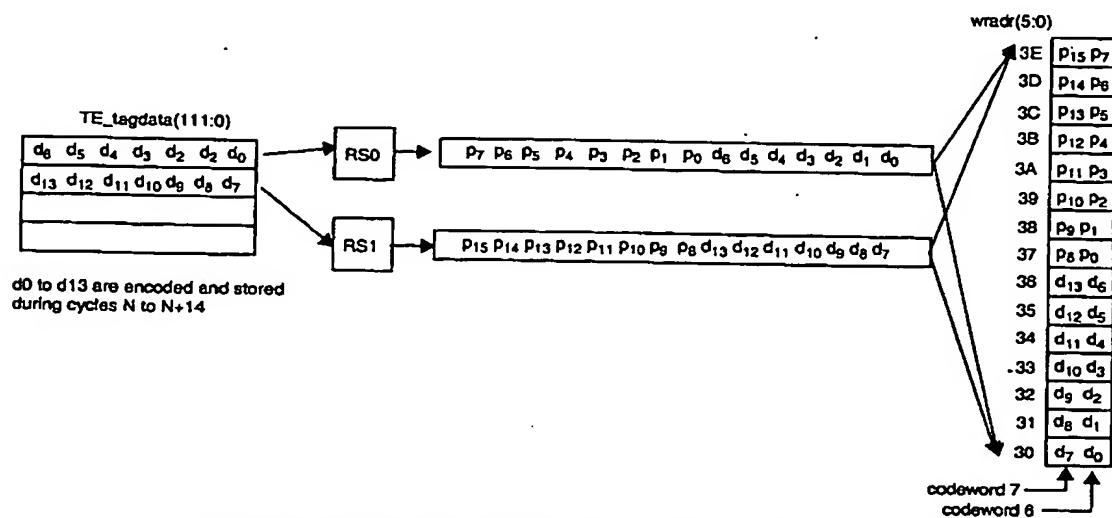 wradr(5:0)
3E p15 p7
3D p14 p6
3C p13 p5
3B p12 p4
3A p11 p3
39 p10 p2
38 p9 p1
37 p8 p0
38 d13 d6
35 d12 d5
34 d11 d4
33 d10 d3
32 d9 d2
31 d8 d1
30 d7 d0
codeword 7
codeword 6
TE_tagdata(111:0)
d6 d5 d4 d3 d2 d2 d0
d13 d12 d11 d10 d9 d8 d7
RS0
p7 p6 p5 p4 p3 p2 p1 p0 d6 d5 d4 d3 d2 d1 d0
RS1
p15 p14 p13 p12 p11 p10 p9 p8 d13 d12 d11 d10 d9 d8 d7
d0 to d13 are encoded and stored
during cycles N to N+14